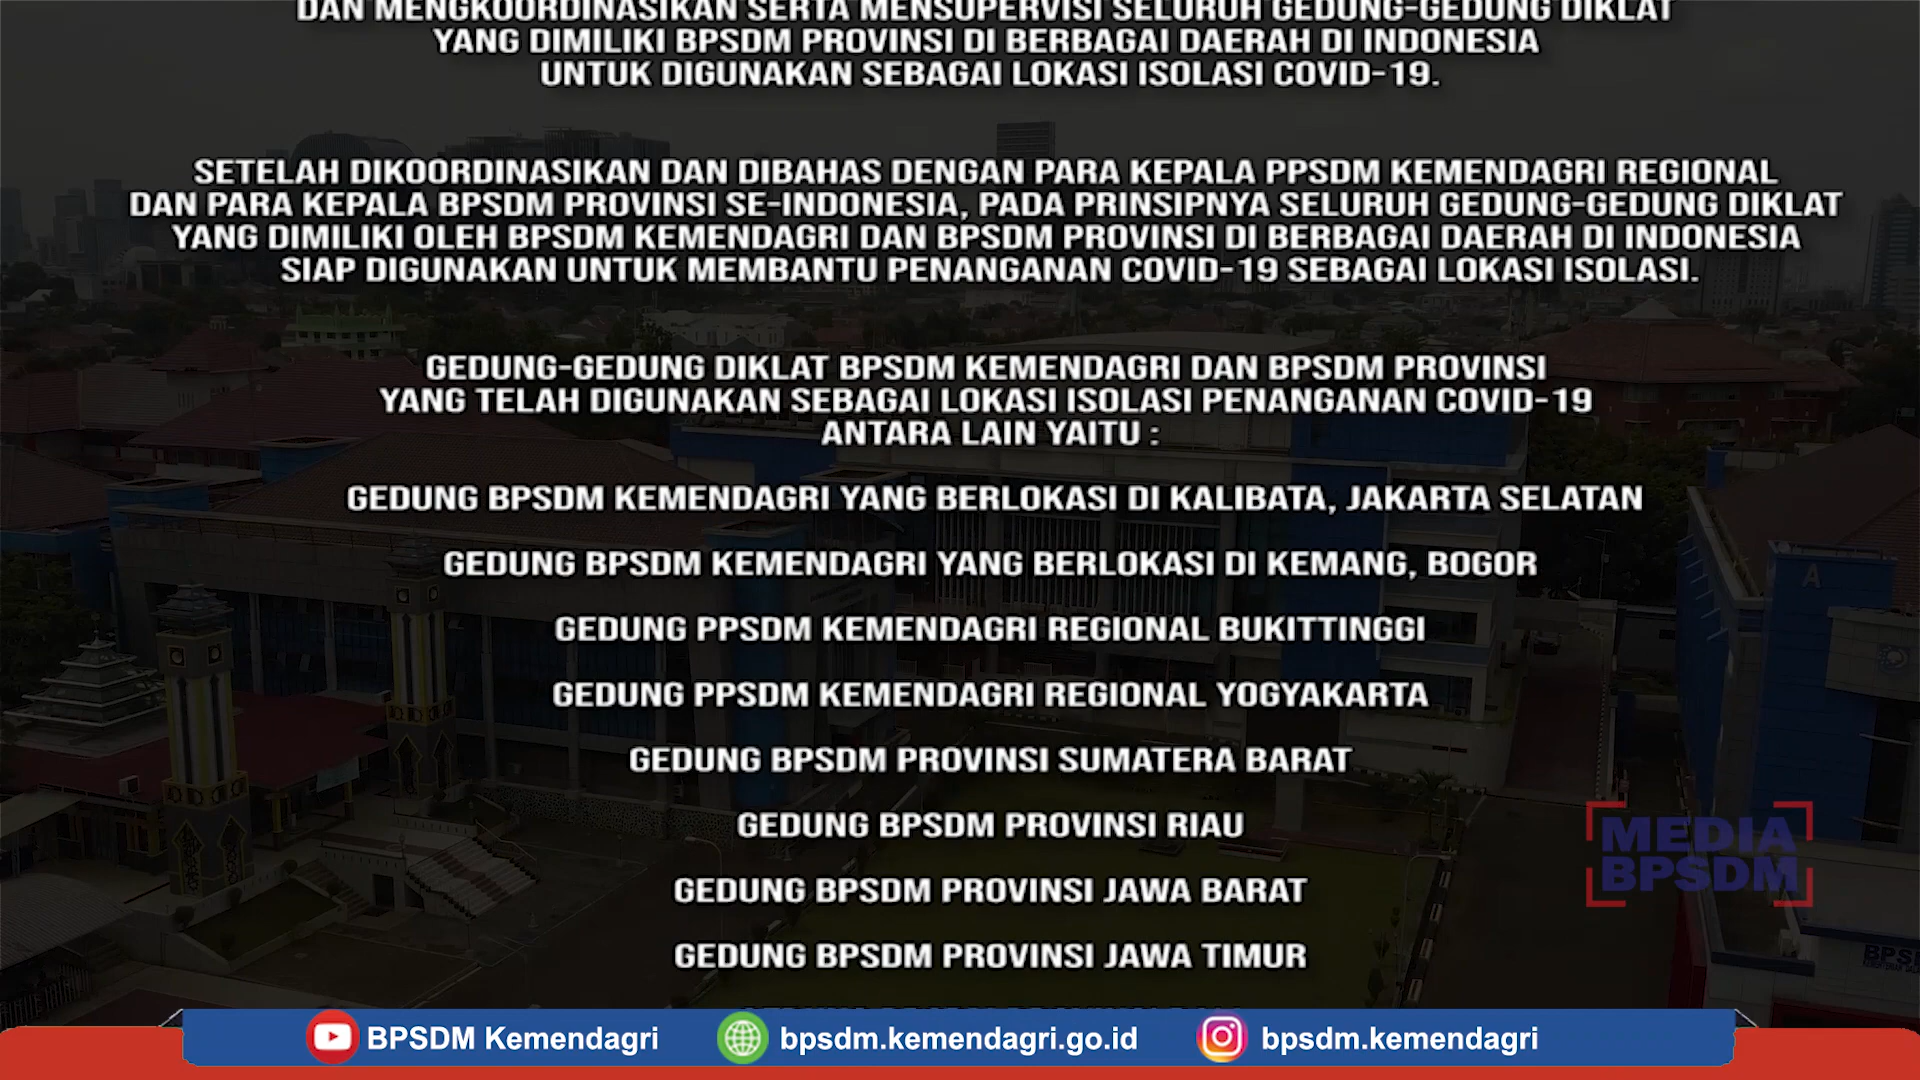 DAN MENGKOORDINASIKAN SERTA MENSUPERVISI SELURUH GEDUNG-GEDUNG DIKLAT
YANG DIMILIKI BPSDM PROVINSI DI BERBAGAI DAERAH DI INDONESIA
UNTUK DIGUNAKAN SEBAGAI LOKASI ISOLASI COVID-19.
SETELAH DIKOORDINASIKAN DAN DIBAHAS DENGAN PARA KEPALA PPSDM KEMENDAGRI REGIONAL
DAN PARA KEPALA BPSDM PROVINSI SE-INDONESIA, PADA PRINSIPNYA SELURUH GEDUNG-GEDUNG DIKLAT
YANG DIMILIKI OLEH BPSDM KEMENDAGRI DAN BPSDM PROVINSI DI BERBAGAI DAERAH DI INDONESIA
SIAP DIGUNAKAN UNTUK MEMBANTU PENANGANAN COVID-19 SEBAGAI LOKASI ISOLASI.
GEDUNG-GEDUNG DIKLAT BPSDM KEMENDAGRI DAN BPSDM PROVINSI
YANG TELAH DIGUNAKAN SEBAGAI LOKASI ISOLASI PENANGANAN COVID-19
ANTARA LAIN YAITU :
GEDUNG BPSDM KEMENDAGRI YANG BERLOKASI DI KALIBATA, JAKARTA SELATAN
GEDUNG BPSDM KEMENDAGRI YANG BERLOKASI DI KEMANG, BOGOR
GEDUNG PPSDM KEMENDAGRI REGIONAL BUKITTINGGI
GEDUNG PPSDM KEMENDAGRI REGIONAL YOGYAKARTA
GEDUNG BPSDM PROVINSI SUMATERA BARAT
GEDUNG BPSDM PROVINSI RIAU
GEDUNG BPSDM PROVINSI JAWA BARAT
GEDUNG BPSDM PROVINSI JAWA TIMUR
A
MEDIA
BPSDM
BPSDM Kemendagri
bpsdm.kemendagri.go.id
bpsdm.kemendagri